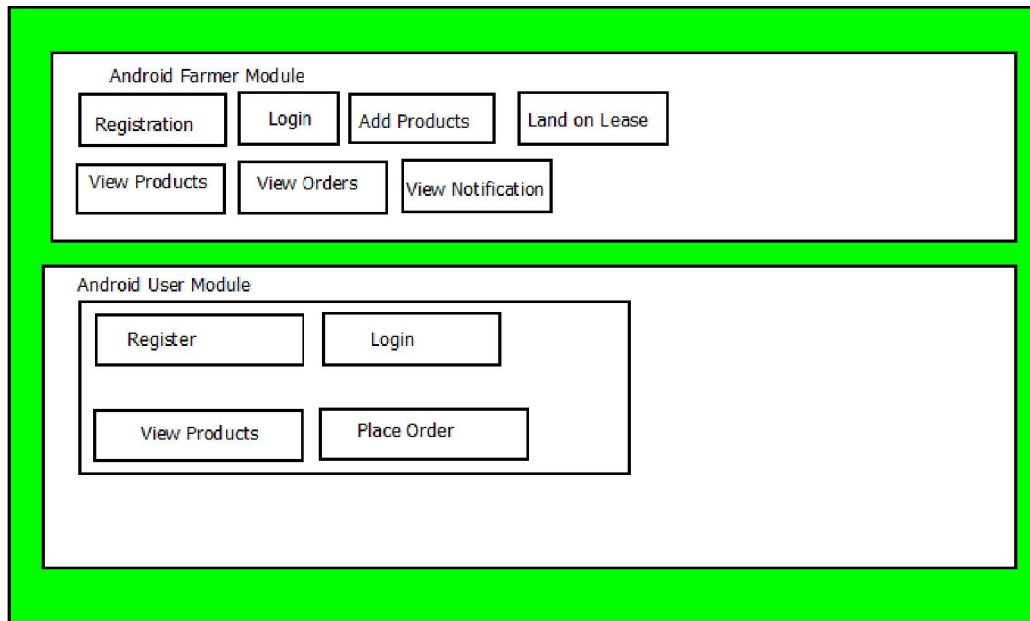 Android Farmer Module
Registration
Login
Add Products
Land on Lease
View Products
View Orders
View Notification
Android User Module
Register
Login
View Products
Place Order